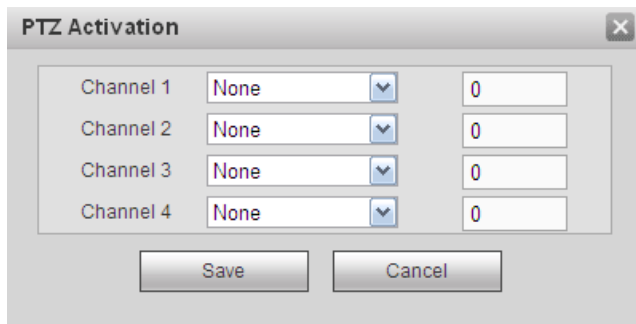 PTZ Activation
Channel 1 None 0
Channel 2 None 0
Channel 3 None 0
Channel 4 None 0
Save Cancel